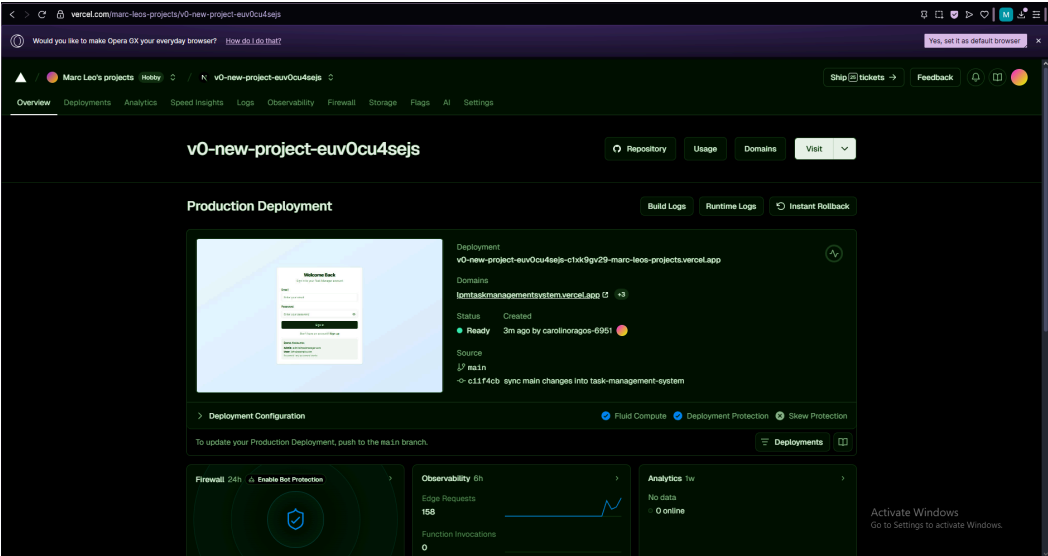 vercel.com/marc-leos-projects/v0-new-project-euv0cu4sejs
M
Would you like to make Opera GX your everyday browser? How do I do that?
Yes, set it as default browser
Marc Leo's projects Hobby / N v0-new-project-euv0cu4sejs
Ship 25 tickets → Feedback
Overview Deployments Analytics Speed Insights Logs Observability Firewall Storage Flags AI Settings
v0-new-project-euv0cu4sejs
Repository Usage Domains Visit
Production Deployment
Build Logs Runtime Logs Instant Rollback
Welcome Back
Email
Password
Sign In
Deployment
v0-new-project-euv0cu4sejs-c1xk9gv29-marc-leos-projects.vercel.app
Domains
lpmtaskmanagementsystem.vercel.app +3
Status Created
Ready 3m ago by carolinoragos-6951
Source
main
c11f4cb sync main changes into task-management-system
Deployment Configuration
Fluid Compute Deployment Protection Skew Protection
To update your Production Deployment, push to the main branch.
Deployments
Firewall 24h Enable Bot Protection
Observability 6h
Edge Requests
158
Function Invocations
0
Analytics 1w
No data
0 online
Activate Windows
Go to Settings to activate Windows.